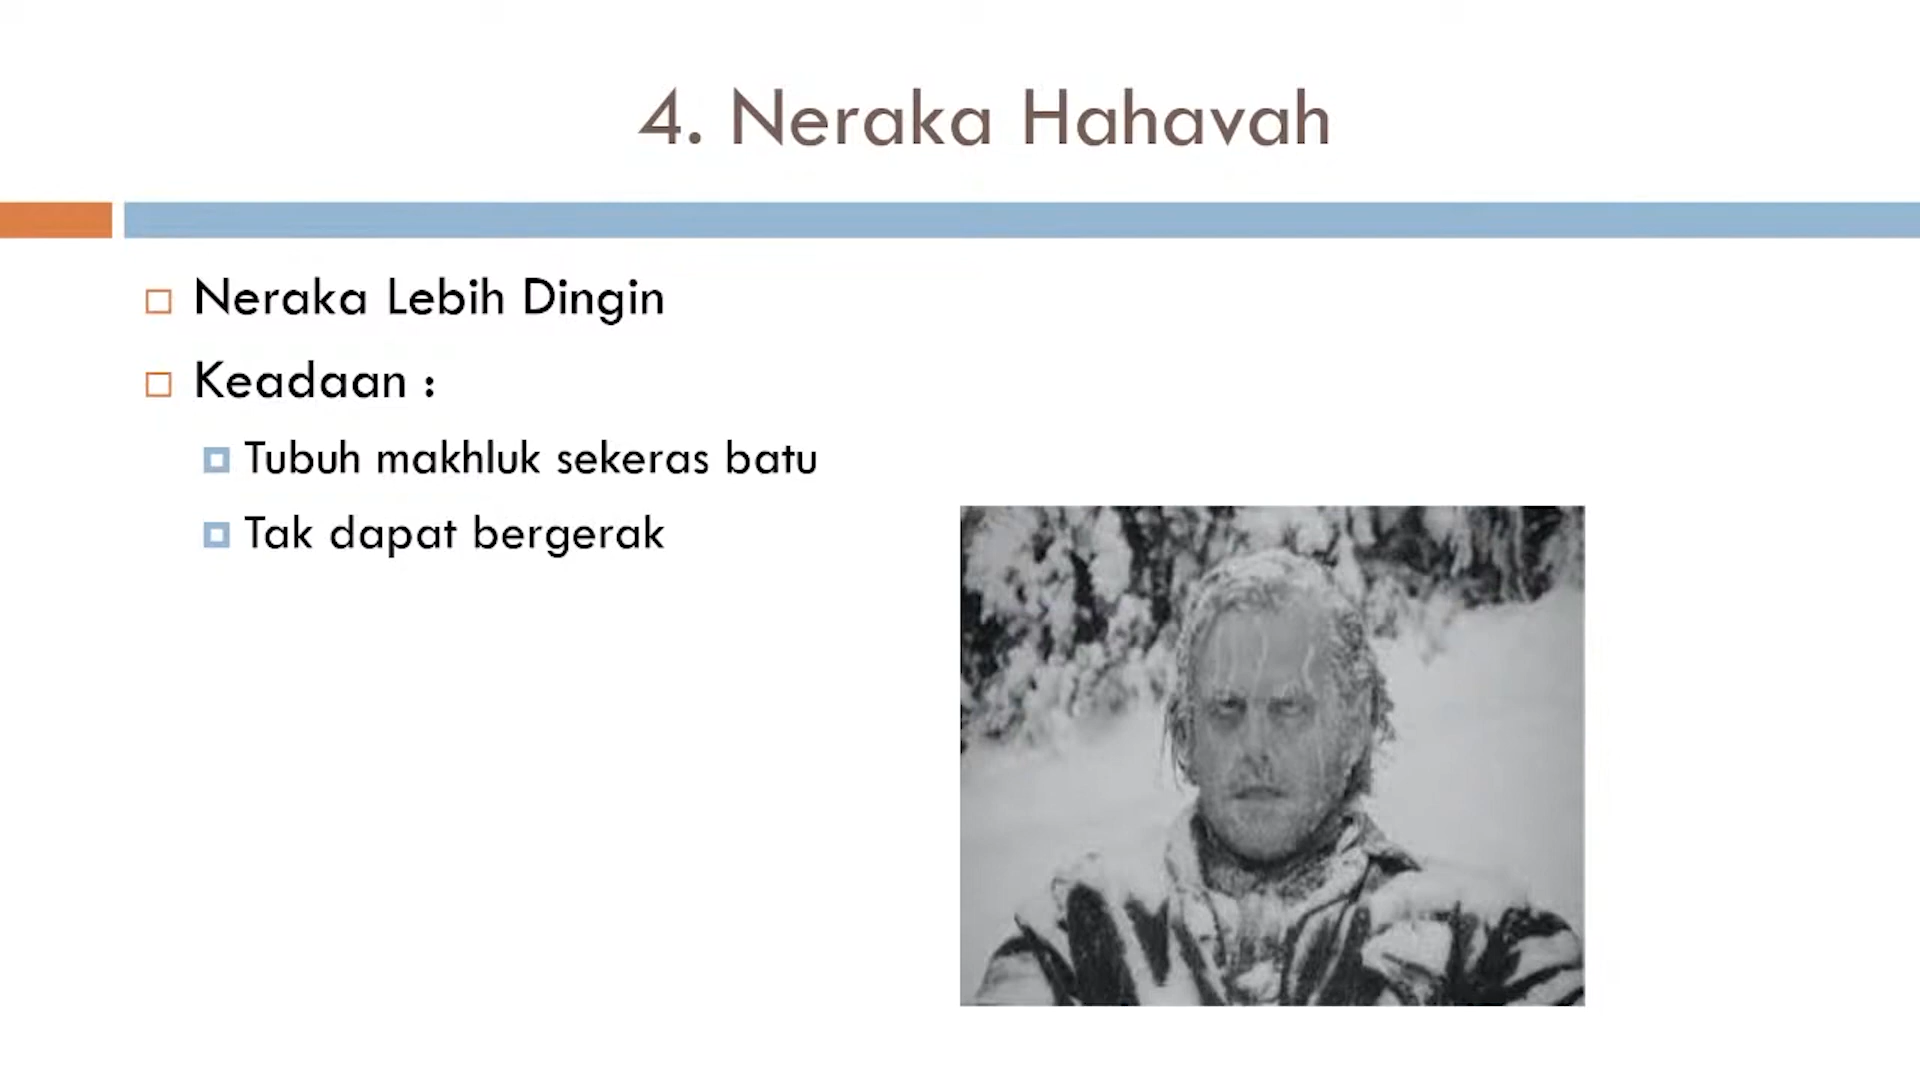 4. Neraka Hahavah
Neraka Lebih Dingin
Keadaan :
Tubuh makhluk sekeras batu
Tak dapat bergerak